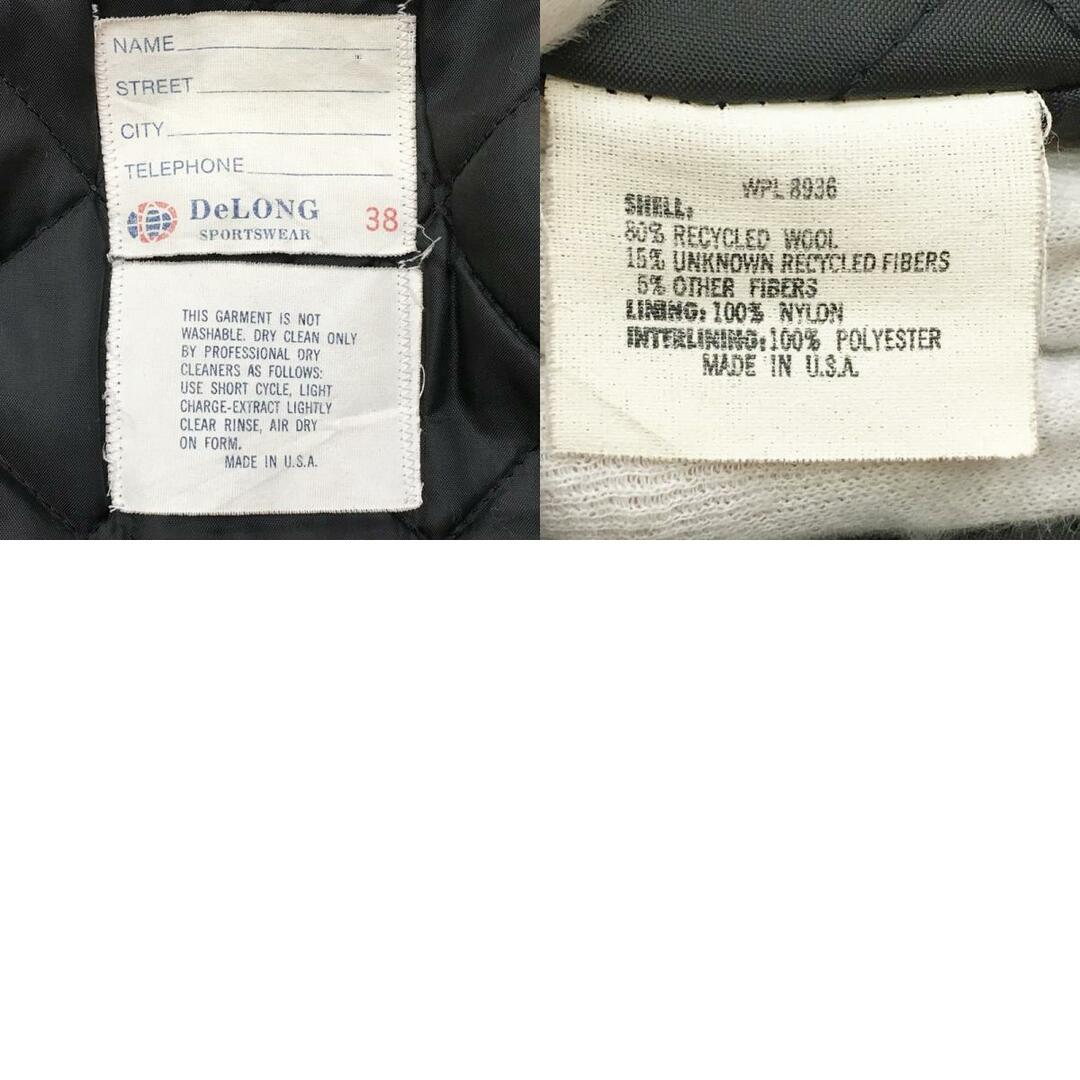 NAME
STREET
CITY
TELEPHONE
DeLONG 38
SPORTSWEAR
THIS GARMENT IS NOT
WASHABLE. DRY CLEAN ONLY
BY PROFESSIONAL DRY
CLEANERS AS FOLLOWS:
USE SHORT CYCLE, LIGHT
CHARGE-EXTRACT LIGHTLY
CLEAR RINSE, AIR DRY
ON FORM.
MADE IN U.S.A.
WPL 8936
SHELL:
80% RECYCLED WOOL
15% UNKNOWN RECYCLED FIBERS
5% OTHER FIBERS
LINING: 100% NYLON
INTERLINING: 100% POLYESTER
MADE IN U.S.A.